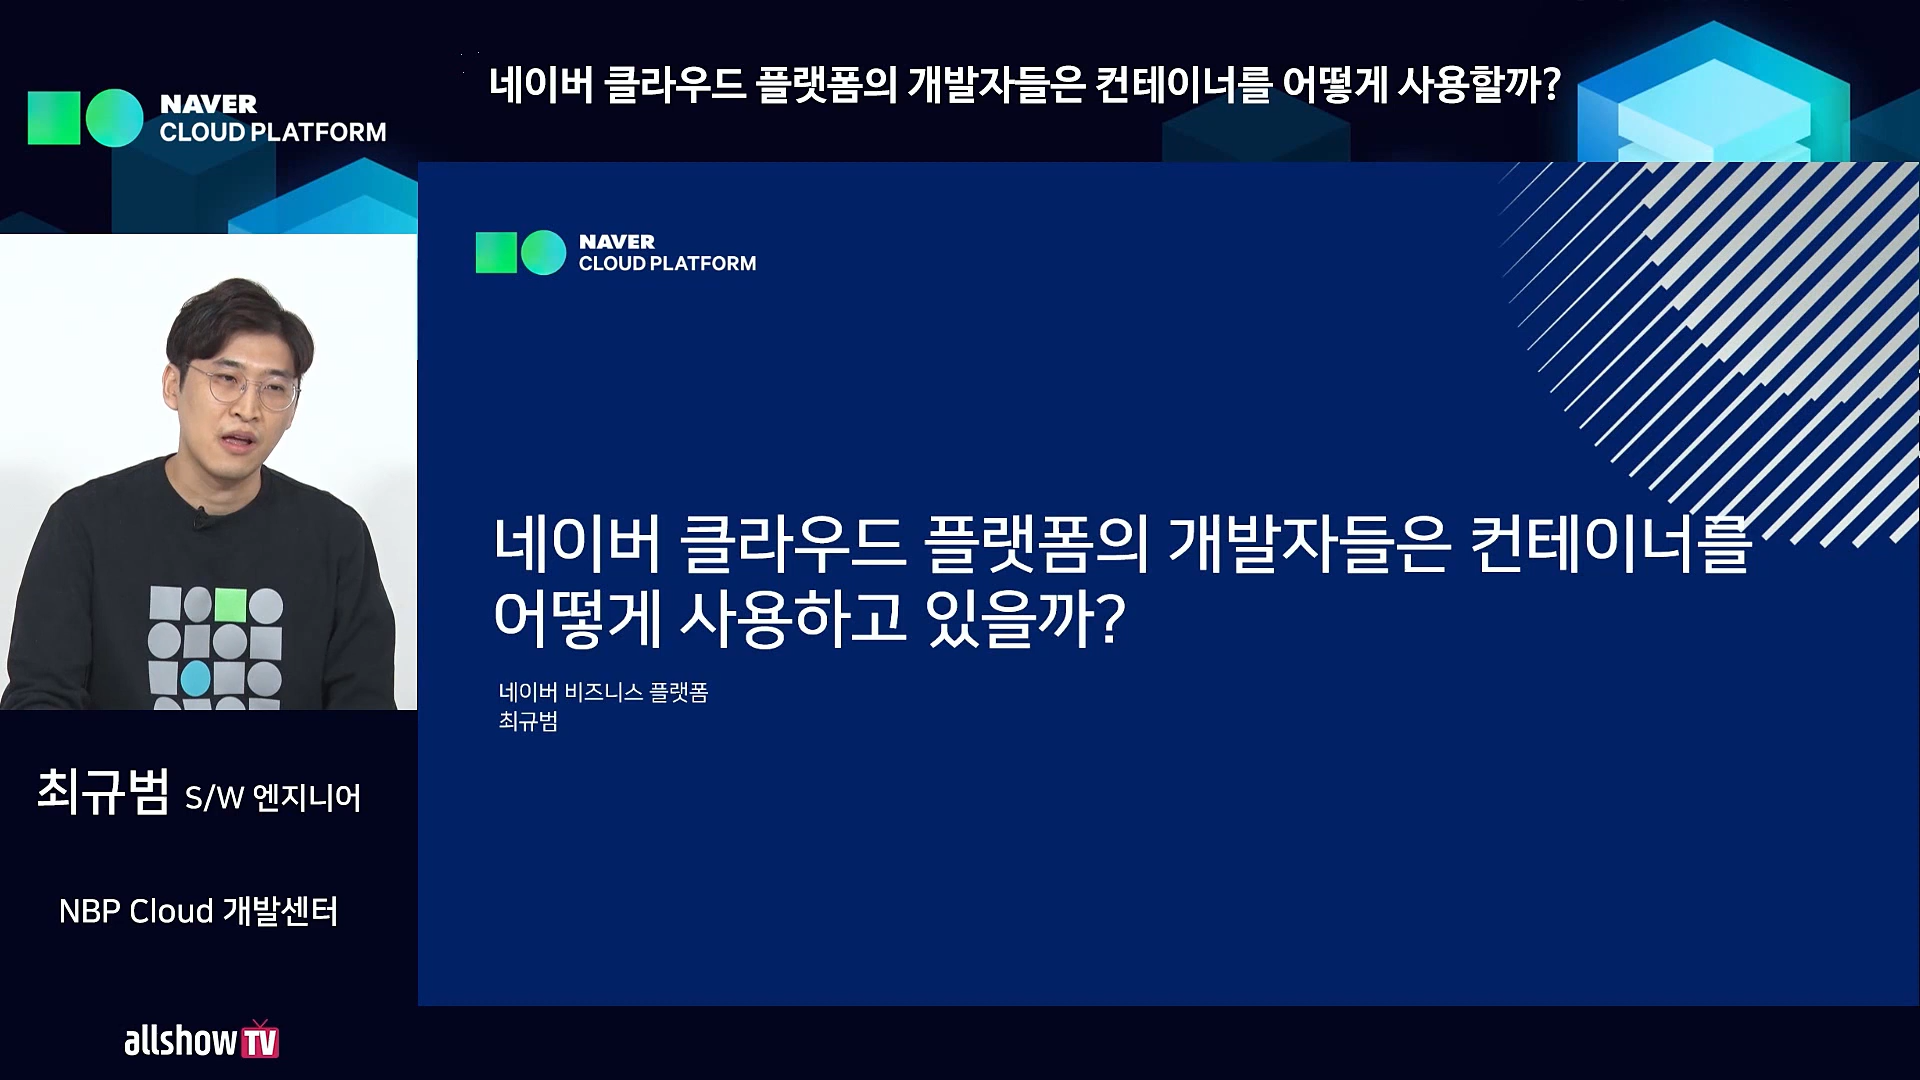 NAVER
CLOUD PLATFORM
네이버 클라우드 플랫폼의 개발자들은 컨테이너를 어떻게 사용할까?
NAVER
CLOUD PLATFORM
네이버 클라우드 플랫폼의 개발자들은 컨테이너를
어떻게 사용하고 있을까?
네이버 비즈니스 플랫폼
최규범
최규범 S/W 엔지니어
NBP Cloud 개발센터
allshow TV